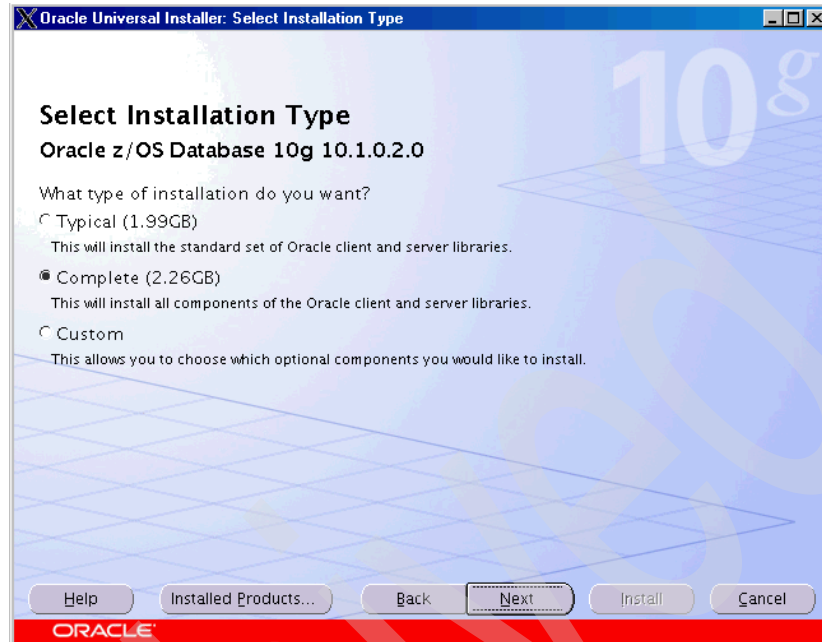 Oracle Universal Installer: Select Installation Type
10g
Select Installation Type
Oracle z/OS Database 10g 10.1.0.2.0
What type of installation do you want?
Typical (1.99GB)
This will install the standard set of Oracle client and server libraries.
Complete (2.26GB)
This will install all components of the Oracle client and server libraries.
Custom
This allows you to choose which optional components you would like to install.
Help Installed Products... Back Next Install Cancel
ORACLE